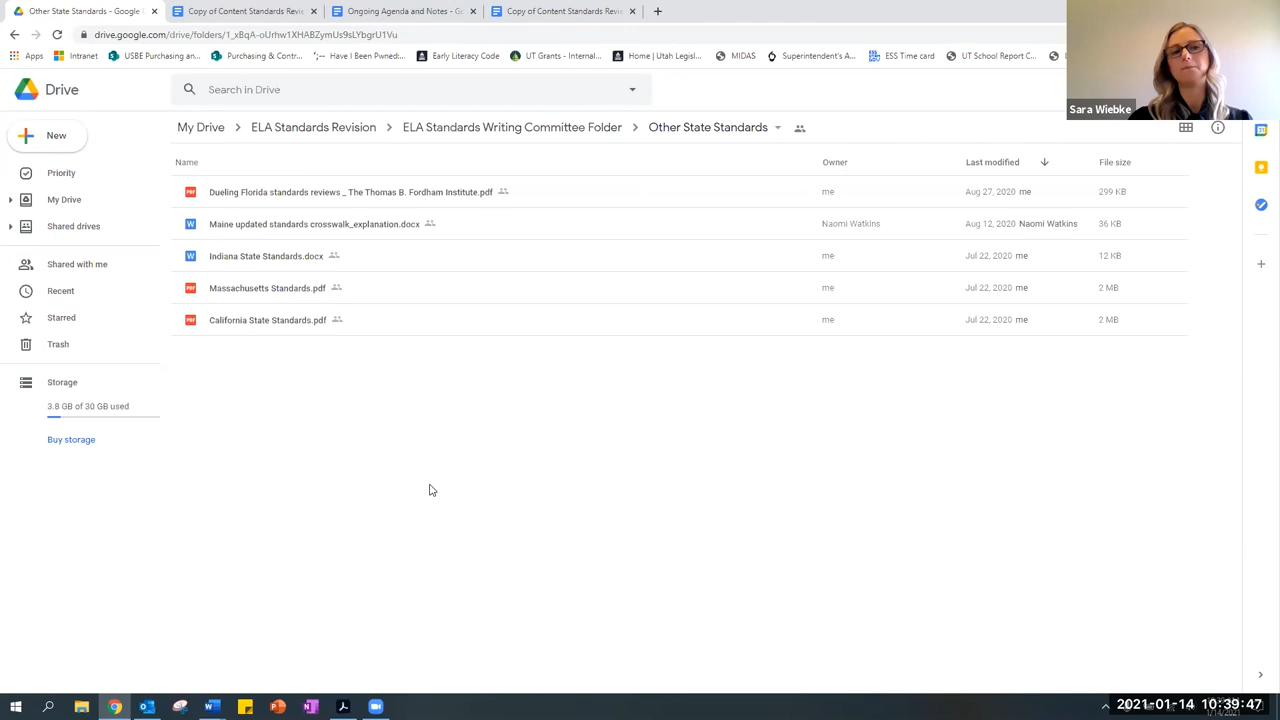 Other State Standards - Google D
Copy of Content Standards Revi
Ongoing Agenda and Notes - Go
Copy of Content Standards Revi
drive.google.com/drive/folders/1_xBqA-oUrhw1XHABZymUs9sLYbgrU1Vu
Apps
Intranet
USBE Purchasing an...
Purchasing & Contr...
Have I Been Pwned:...
Early Literacy Code
UT Grants - Internal...
Home | Utah Legisl...
MIDAS
Superintendent's A...
ESS Time card
UT School Report C...
Sara Wiebke
Drive
Search in Drive
New
My Drive
ELA Standards Revision
ELA Standards Writing Committee Folder
Other State Standards
Name Owner Last modified File size
Dueling Florida standards reviews _ The Thomas B. Fordham Institute.pdf me Aug 27, 2020 me 299 KB
Maine updated standards crosswalk_explanation.docx Naomi Watkins Aug 12, 2020 Naomi Watkins 36 KB
Indiana State Standards.docx me Jul 22, 2020 me 12 KB
Massachusetts Standards.pdf me Jul 22, 2020 me 2 MB
California State Standards.pdf me Jul 22, 2020 me 2 MB
Priority
My Drive
Shared drives
Shared with me
Recent
Starred
Trash
Storage
3.8 GB of 30 GB used
Buy storage
2021-01-14 10:39:47